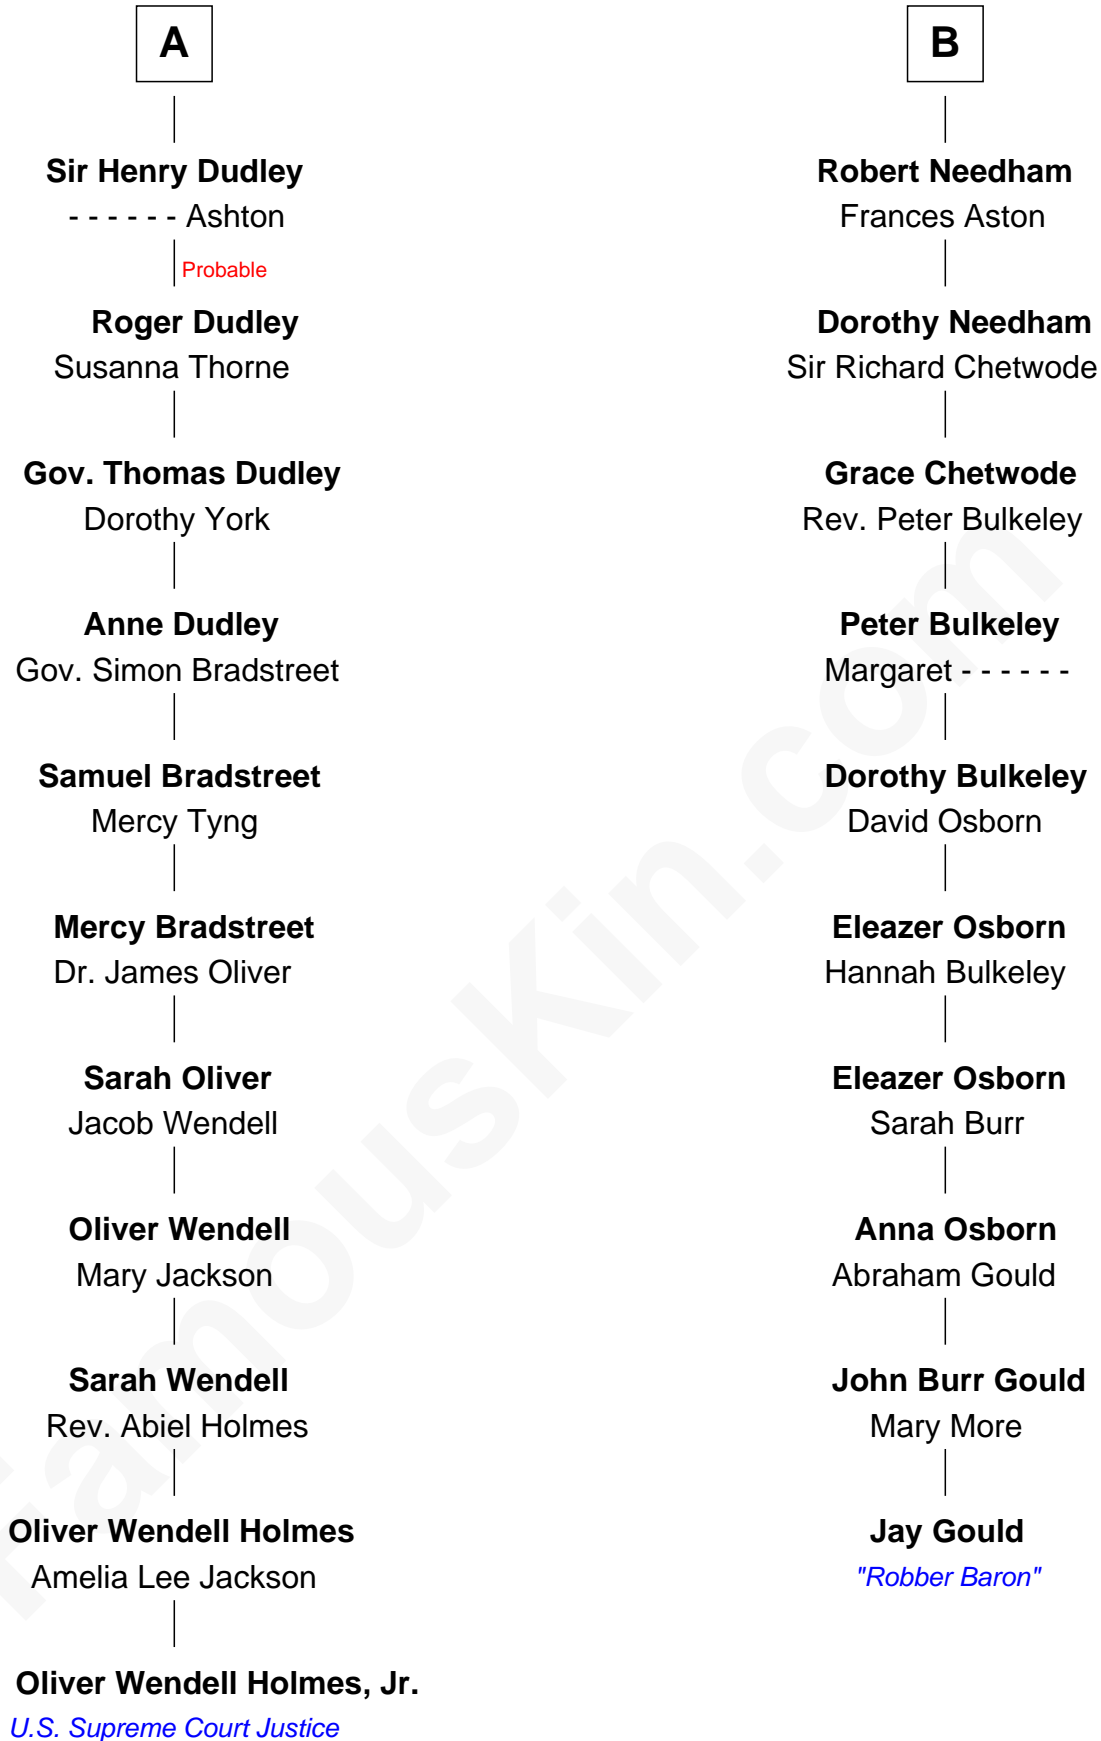 A
Sir Henry Dudley
- - - - - - Ashton
Probable
Roger Dudley
Susanna Thorne
Gov. Thomas Dudley
Dorothy York
Anne Dudley
Gov. Simon Bradstreet
Samuel Bradstreet
Mercy Tyng
Mercy Bradstreet
Dr. James Oliver
Sarah Oliver
Jacob Wendell
Oliver Wendell
Mary Jackson
Sarah Wendell
Rev. Abiel Holmes
Oliver Wendell Holmes
Amelia Lee Jackson
Oliver Wendell Holmes, Jr.
U.S. Supreme Court Justice
B
Robert Needham
Frances Aston
Dorothy Needham
Sir Richard Chetwode
Grace Chetwode
Rev. Peter Bulkeley
Peter Bulkeley
Margaret - - - - - -
Dorothy Bulkeley
David Osborn
Eleazer Osborn
Hannah Bulkeley
Eleazer Osborn
Sarah Burr
Anna Osborn
Abraham Gould
John Burr Gould
Mary More
Jay Gould
"Robber Baron"
FamousKin.com